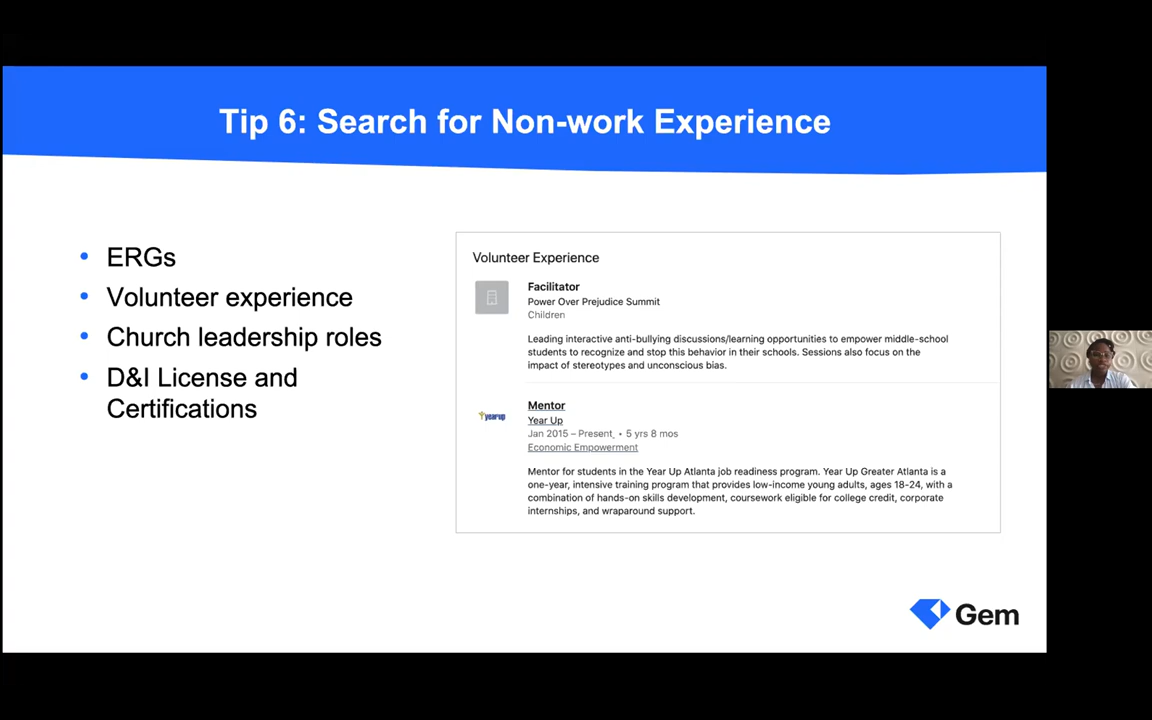 Tip 6: Search for Non-work Experience
• ERGs
• Volunteer experience
• Church leadership roles
• D&I License and
Certifications
Volunteer Experience
Facilitator
Power Over Prejudice Summit
Children
Leading interactive anti-bullying discussions/learning opportunities to empower middle-school
students to recognize and stop this behavior in their schools. Sessions also focus on the
impact of stereotypes and unconscious bias.
year up
Mentor
Year Up
Jan 2015 – Present • 5 yrs 8 mos
Economic Empowerment
Mentor for students in the Year Up Atlanta job readiness program. Year Up Greater Atlanta is a
one-year, intensive training program that provides low-income young adults, ages 18-24, with a
combination of hands-on skills development, coursework eligible for college credit, corporate
internships, and wraparound support.
Gem